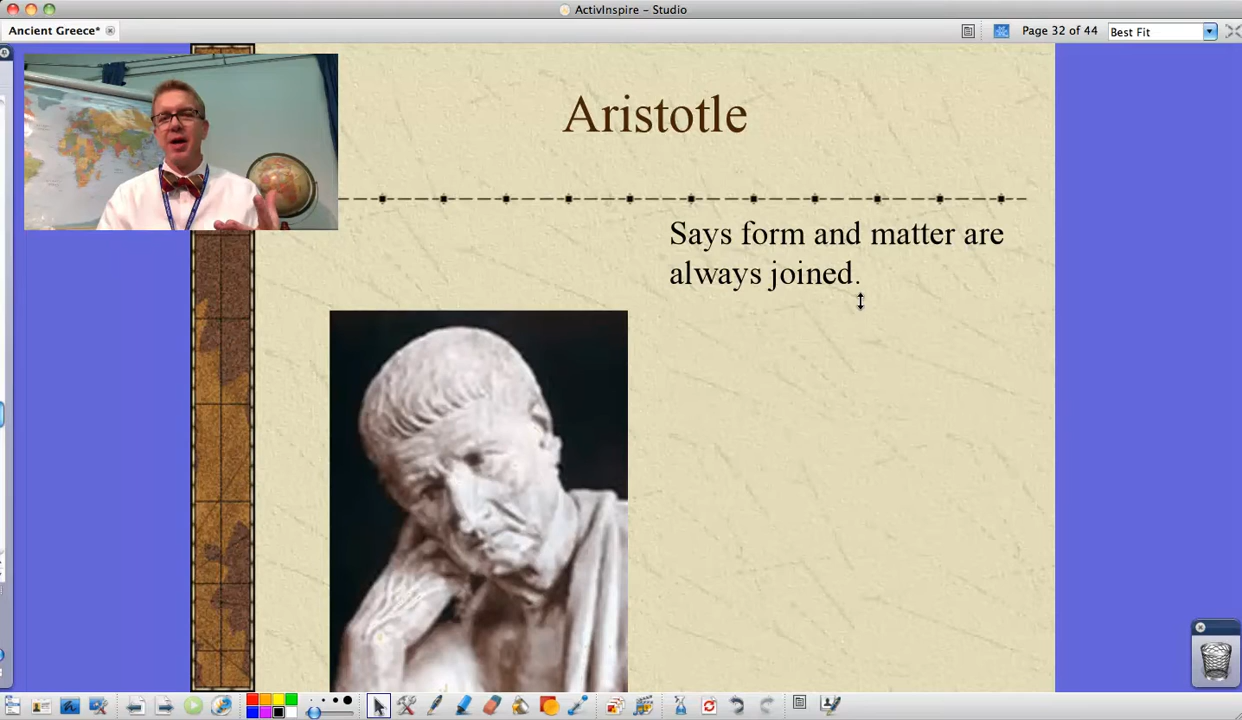 ActivInspire – Studio
Ancient Greece*
Page 32 of 44
Best Fit
Aristotle
Says form and matter are
always joined.